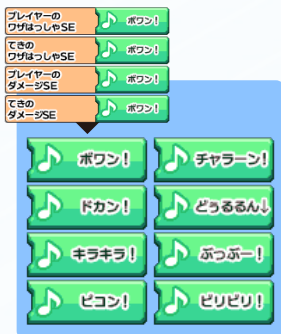 プレイヤーの
ワザはっしゃSE
ボワン！
てきの
ワザはっしゃSE
ボワン！
プレイヤーの
ダメージSE
ボワン！
てきの
ダメージSE
ボワン！
ボワン！
チャラーン！
ドカン！
どぅるるん↓
キラキラ！
ぶっぶー！
ピコン！
ビリビリ！